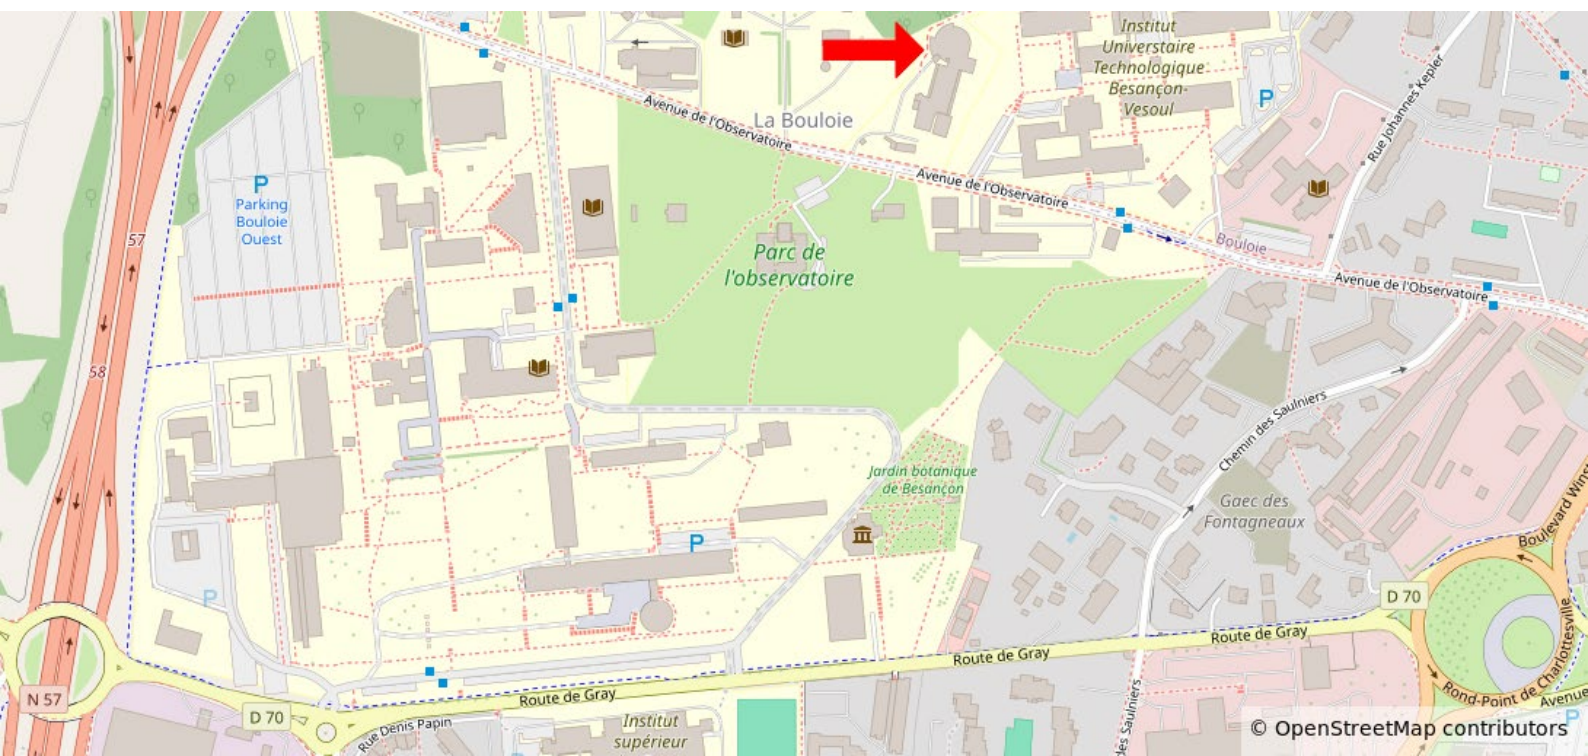 Institut
Universtaire
Technologique
Besançon-
Vesoul
P
Rue Johannes Kepler
Avenue de l'Observatoire
La Bouloie
Avenue de l'Observatoire
P
Parking
Bouloie
Ouest
57
Bouloie
Parc de
l'observatoire
Avenue de l'Observatoire
58
Chemin des Saulniers
Jardin botanique
de Besançon
Gaec des
Fontagneaux
P
P
D 70
Route de Gray
Route de Gray
Route de Gray
N 57
D 70
Rue Denis Papin
Institut
supérieur
des Saulniers
Boulevard Wins
Rond-Point de Charlottesville
Avenue
P
© OpenStreetMap contributors